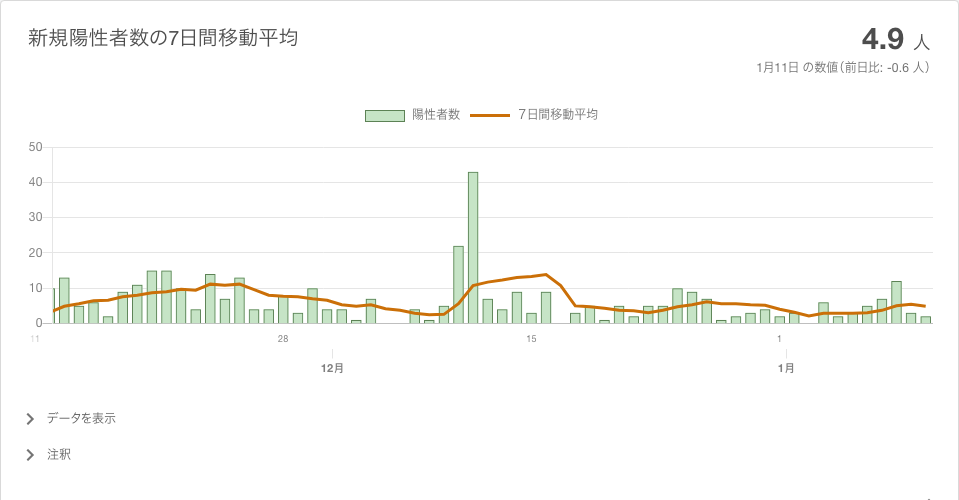 新規陽性者数の7日間移動平均
4.9 人
1月11日 の数値（前日比: -0.6 人）
陽性者数 7日間移動平均
50
40
30
20
10
0
11 28 15 1
12月 1月
データを表示
注釈